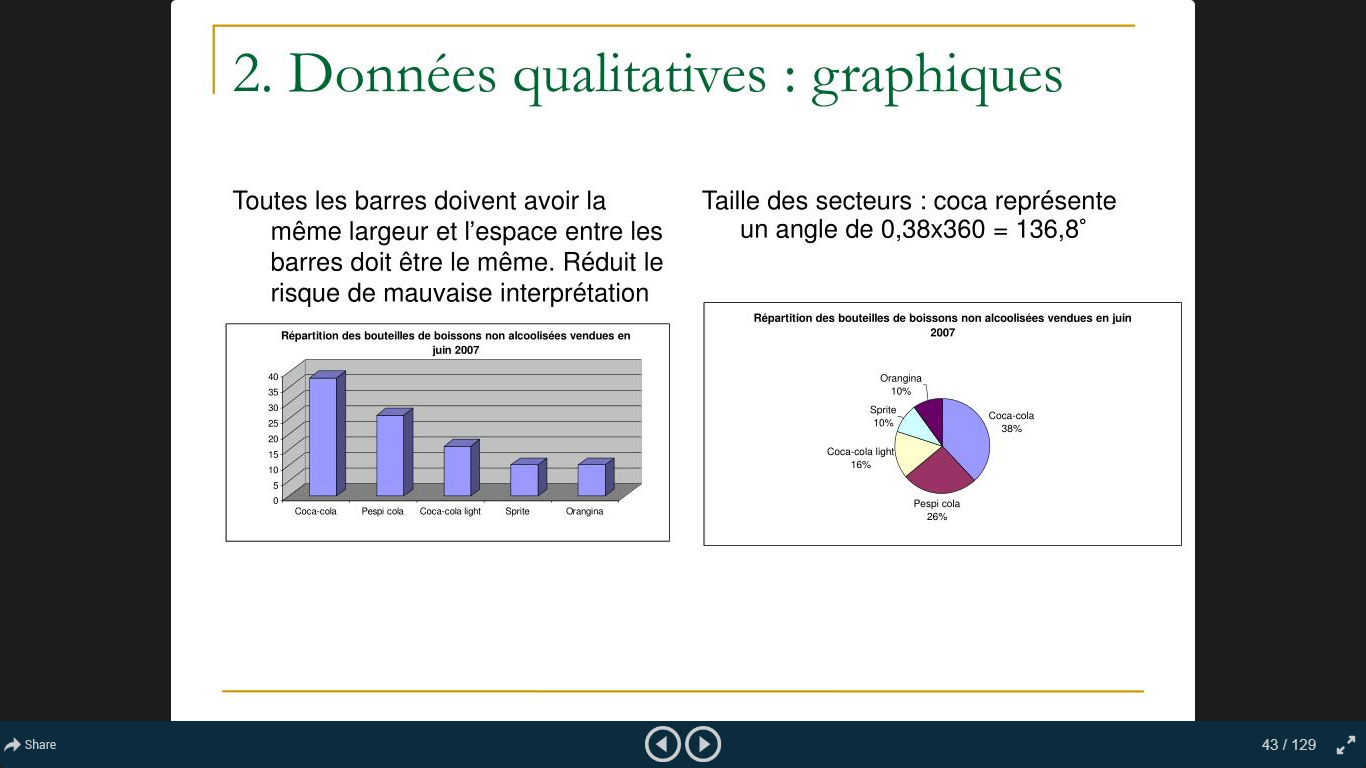 2. Données qualitatives : graphiques
Toutes les barres doivent avoir la
même largeur et l’espace entre les
barres doit être le même. Réduit le
risque de mauvaise interprétation
Taille des secteurs : coca représente
un angle de 0,38x360 = 136,8°
Répartition des bouteilles de boissons non alcoolisées vendues en
juin 2007
40
35
30
25
20
15
10
5
0
Coca-cola
Pespi cola
Coca-cola light
Sprite
Orangina
Répartition des bouteilles de boissons non alcoolisées vendues en juin
2007
Orangina
10%
Sprite
10%
Coca-cola light
16%
Coca-cola
38%
Pespi cola
26%
Share
43 / 129